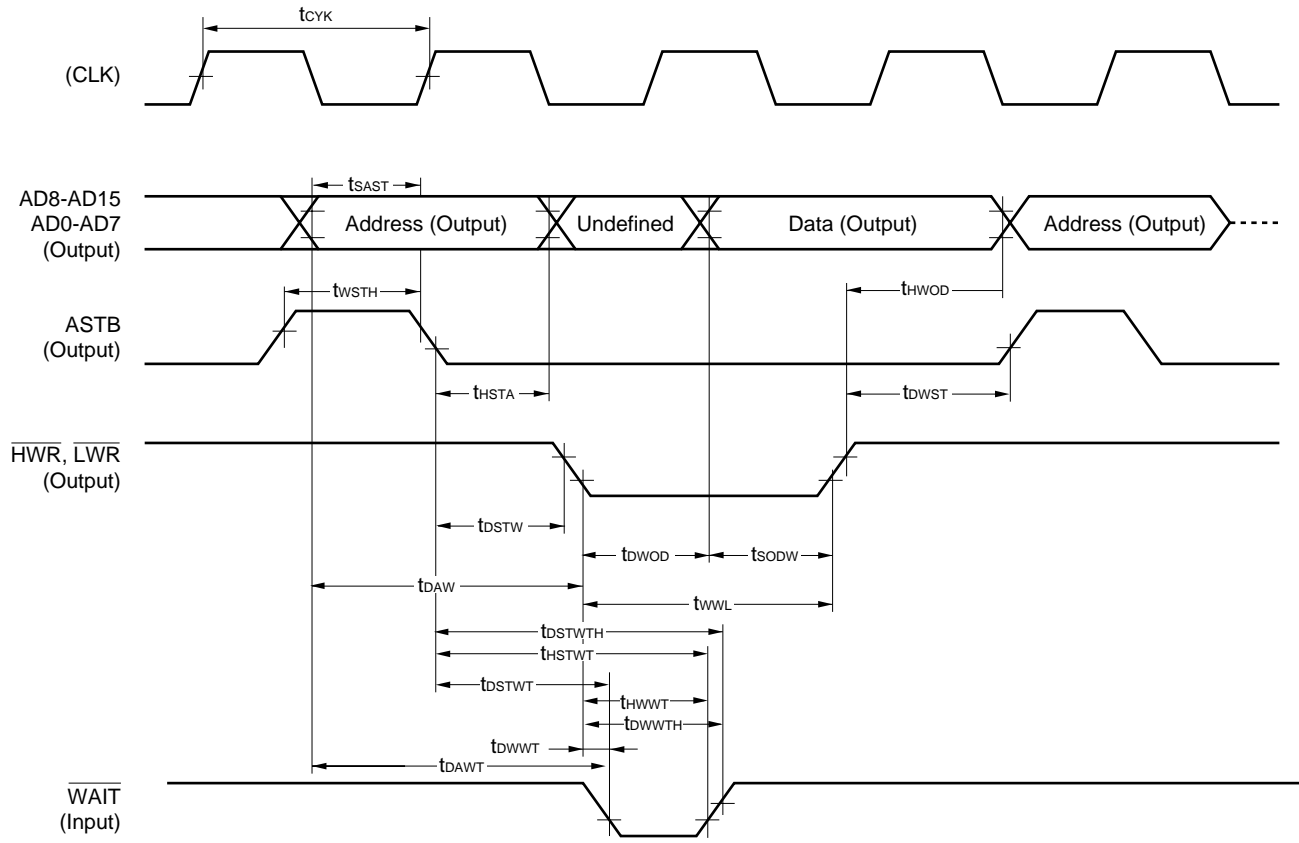 tCYK
(CLK)
tSAST
AD8-AD15
AD0-AD7
(Output)
Address (Output)
Undefined
Data (Output)
Address (Output)
tWSTH
tHWOD
ASTB
(Output)
tHSTA
tDWST
HWR, LWR
(Output)
tDSTW
tDWOD
tSODW
tDAW
tWWL
tDSTWTH
tHSTWT
tDSTWT
tHWWT
tDWWTH
tDWWT
tDAWT
WAIT
(Input)